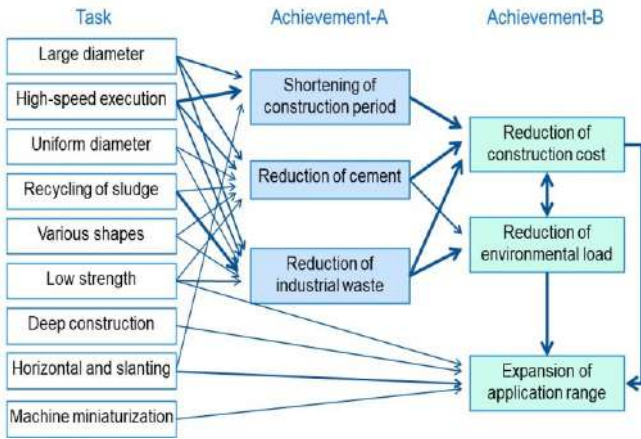 Task
Achievement-A
Achievement-B
Large diameter
High-speed execution
Uniform diameter
Recycling of sludge
Various shapes
Low strength
Deep construction
Horizontal and slanting
Machine miniaturization
Shortening of
construction period
Reduction of cement
Reduction of
industrial waste
Reduction of
construction cost
Reduction of
environmental load
Expansion of
application range